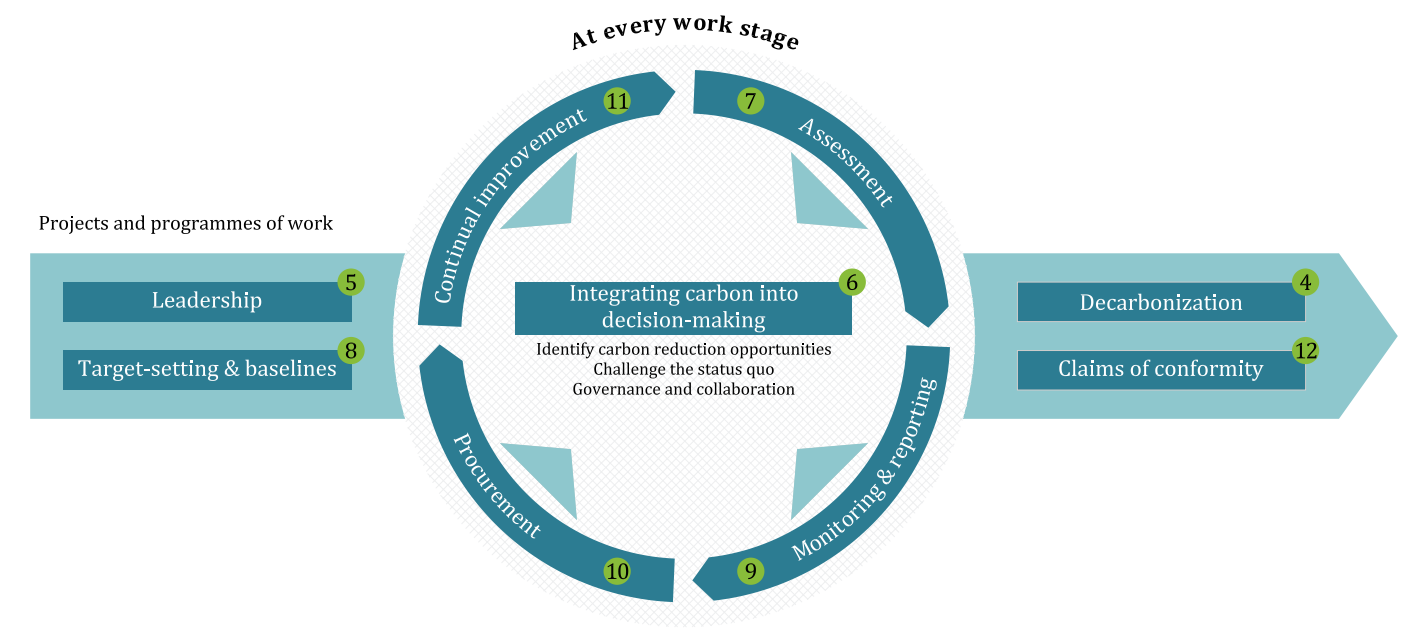 At every work stage
Projects and programmes of work
5
Leadership
8
Target-setting & baselines
11
Continual improvement
7
Assessment
6
Integrating carbon into
decision-making
Identify carbon reduction opportunities
Challenge the status quo
Governance and collaboration
10
Procurement
9
Monitoring & reporting
4
Decarbonization
12
Claims of conformity